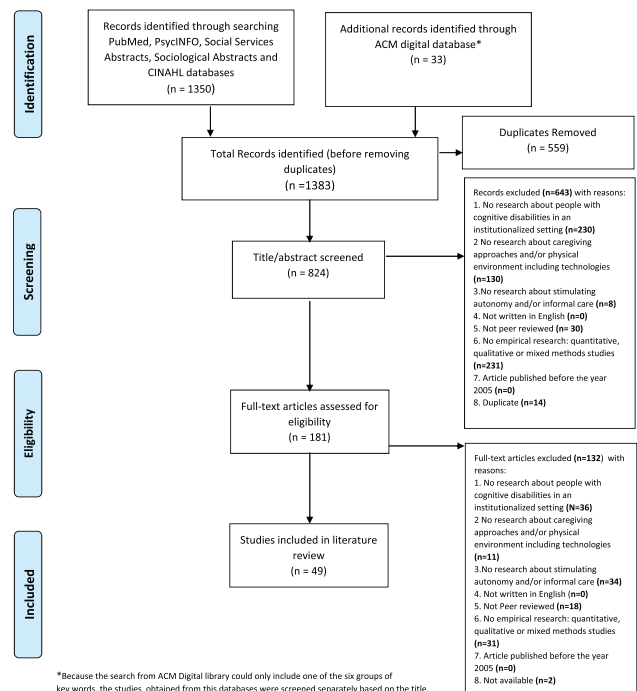 Identification
Records identified through searching
PubMed, PsycINFO, Social Services
Abstracts, Sociological Abstracts and
CINAHL databases
(n = 1350)
Additional records identified through
ACM digital database*
(n = 33)
Duplicates Removed
(n = 559)
Total Records identified (before removing
duplicates)
(n =1383)
Screening
Title/abstract screened
(n = 824)
Records excluded (n=643) with reasons:
1. No research about people with
cognitive disabilities in an
institutionalized setting (n=230)
2 No research about caregiving
approaches and/or physical
environment including technologies
(n=130)
3.No research about stimulating
autonomy and/or informal care (n=8)
4. Not written in English (n=0)
5. Not peer reviewed (n= 30)
6. No empirical research: quantitative,
qualitative or mixed methods studies
(n=231)
7. Article published before the year
2005 (n=0)
8. Duplicate (n=14)
Eligibility
Full-text articles assessed for
eligibility
(n = 181)
Full-text articles excluded (n=132) with
reasons:
1. No research about people with
cognitive disabilities in an
institutionalized setting (N=36)
2 No research about caregiving
approaches and/or physical
environment including technologies
(n=11)
3.No research about stimulating
autonomy and/or informal care (n=34)
4. Not written in English (n=0)
5. Not Peer reviewed (n=18)
6. No empirical research: quantitative,
qualitative or mixed methods studies
(n=31)
7. Article published before the year
2005 (n=0)
8. Not available (n=2)
Included
Studies included in literature
review
(n = 49)
*Because the search from ACM Digital library could only include one of the six groups of
key words, the studies, obtained from this databases were screened separately based on the title.